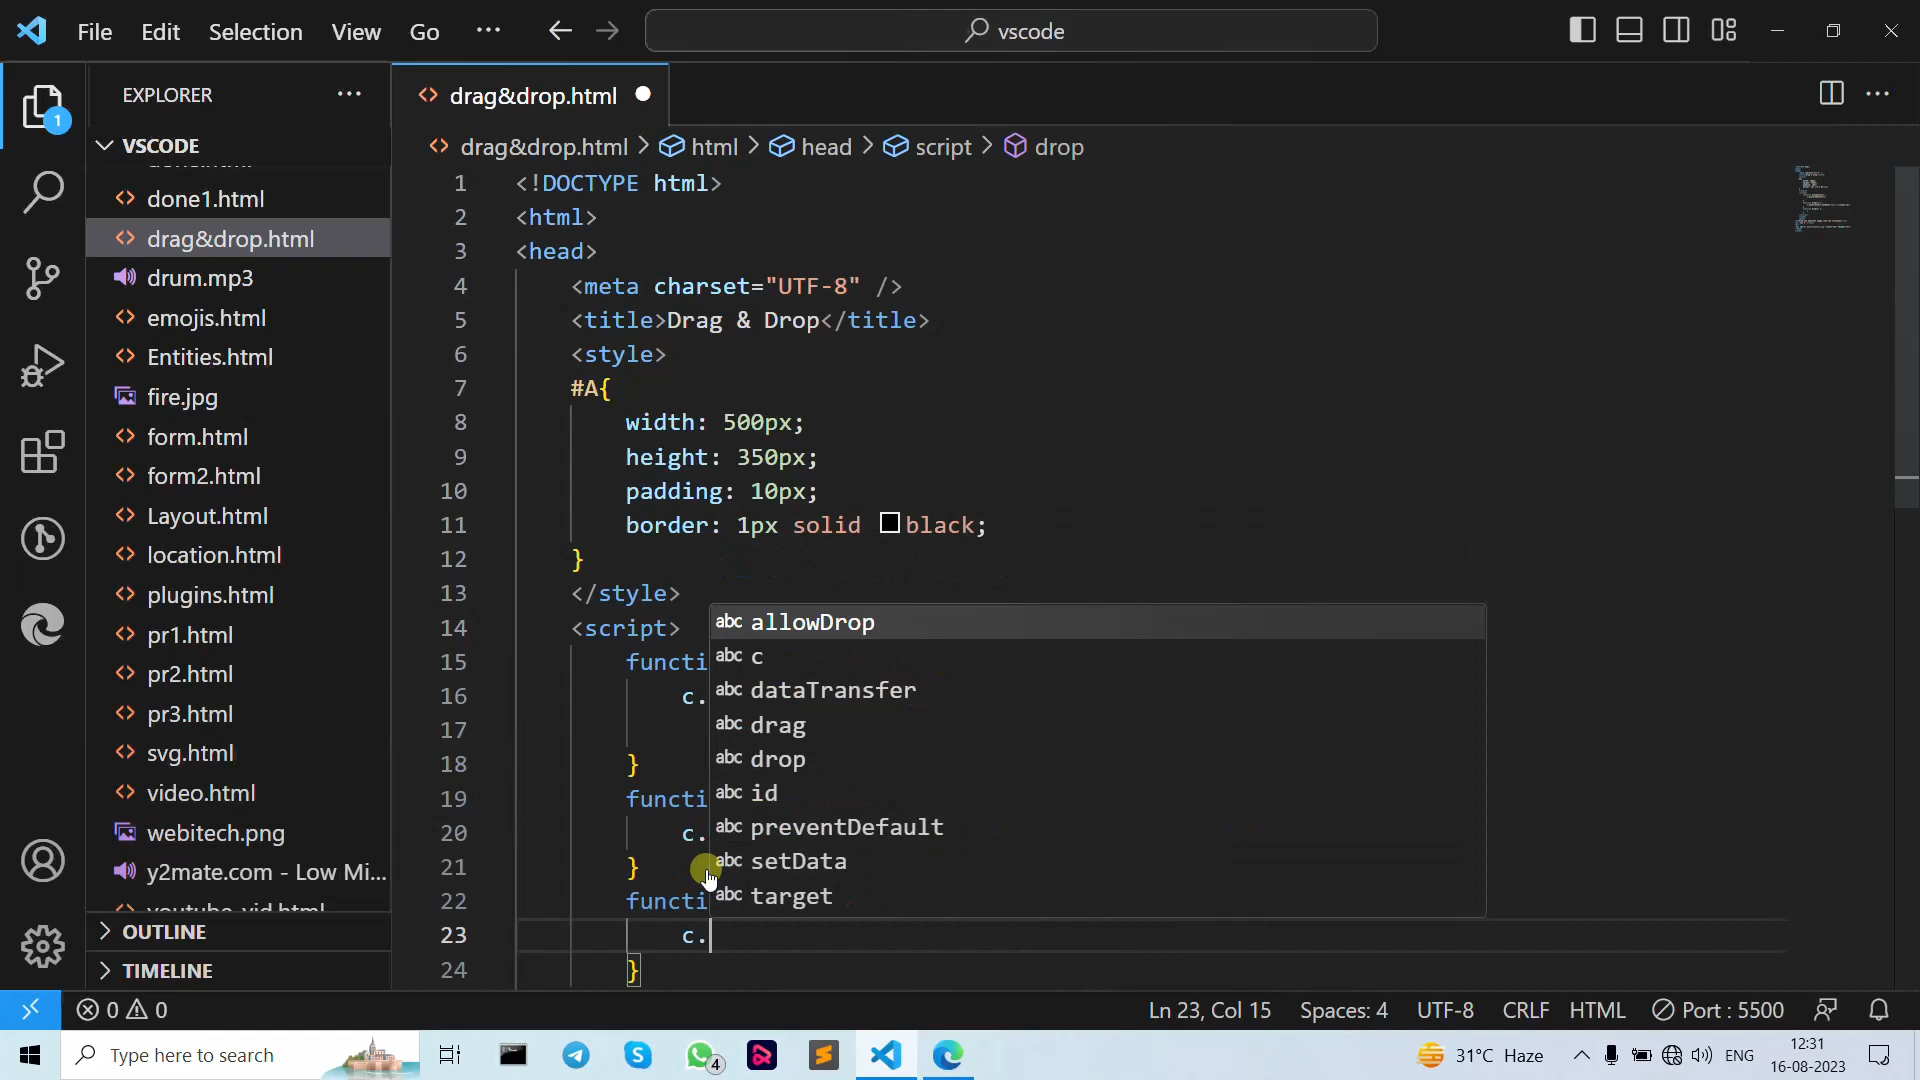 File Edit Selection View Go ··· vscode
EXPLORER ···
VSCODE
done1.html
drag&drop.html
drum.mp3
emojis.html
Entities.html
fire.jpg
form.html
form2.html
Layout.html
location.html
plugins.html
pr1.html
pr2.html
pr3.html
svg.html
video.html
webitech.png
y2mate.com - Low Mi...
OUTLINE
TIMELINE
1
drag&drop.html
drag&drop.html > html > head > script > drop
1 <!DOCTYPE html>
2 <html>
3 <head>
4 <meta charset="UTF-8" />
5 <title>Drag & Drop</title>
6 <style>
7 #A{
8 width: 500px;
9 height: 350px;
10 padding: 10px;
11 border: 1px solid black;
12 }
13 </style>
14 <script>
15 functi
16 c.
17
18 }
19 functi
20 c.
21 }
22 functi
23 c.
24 }
abc allowDrop
abc c
abc dataTransfer
abc drag
abc drop
abc id
abc preventDefault
abc setData
abc target
0 0 Ln 23, Col 15 Spaces: 4 UTF-8 CRLF HTML Port : 5500
Type here to search 4 31°C Haze ENG 12:31
16-08-2023